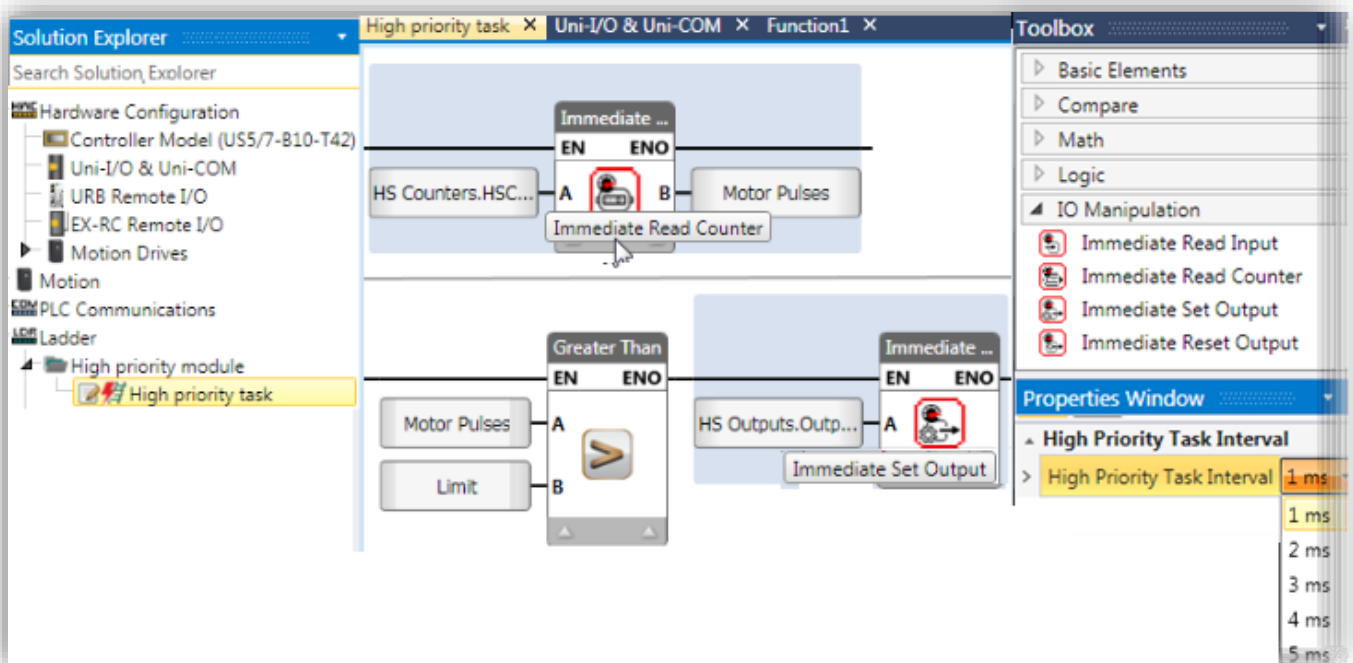 Solution Explorer
Search Solution Explorer
Hardware Configuration
Controller Model (US5/7-B10-T42)
Uni-I/O & Uni-COM
URB Remote I/O
EX-RC Remote I/O
Motion Drives
Motion
PLC Communications
Ladder
High priority module
High priority task
High priority task × Uni-I/O & Uni-COM × Function1 ×
Immediate ...
EN ENO
HS Counters.HSC... A B Motor Pulses
Immediate Read Counter
Greater Than
EN ENO
Motor Pulses A
Limit B
Immediate ...
EN ENO
HS Outputs.Outp... A
Immediate Set Output
Toolbox
Basic Elements
Compare
Math
Logic
IO Manipulation
Immediate Read Input
Immediate Read Counter
Immediate Set Output
Immediate Reset Output
Properties Window
High Priority Task Interval
High Priority Task Interval 1 ms
1 ms
2 ms
3 ms
4 ms
5 ms